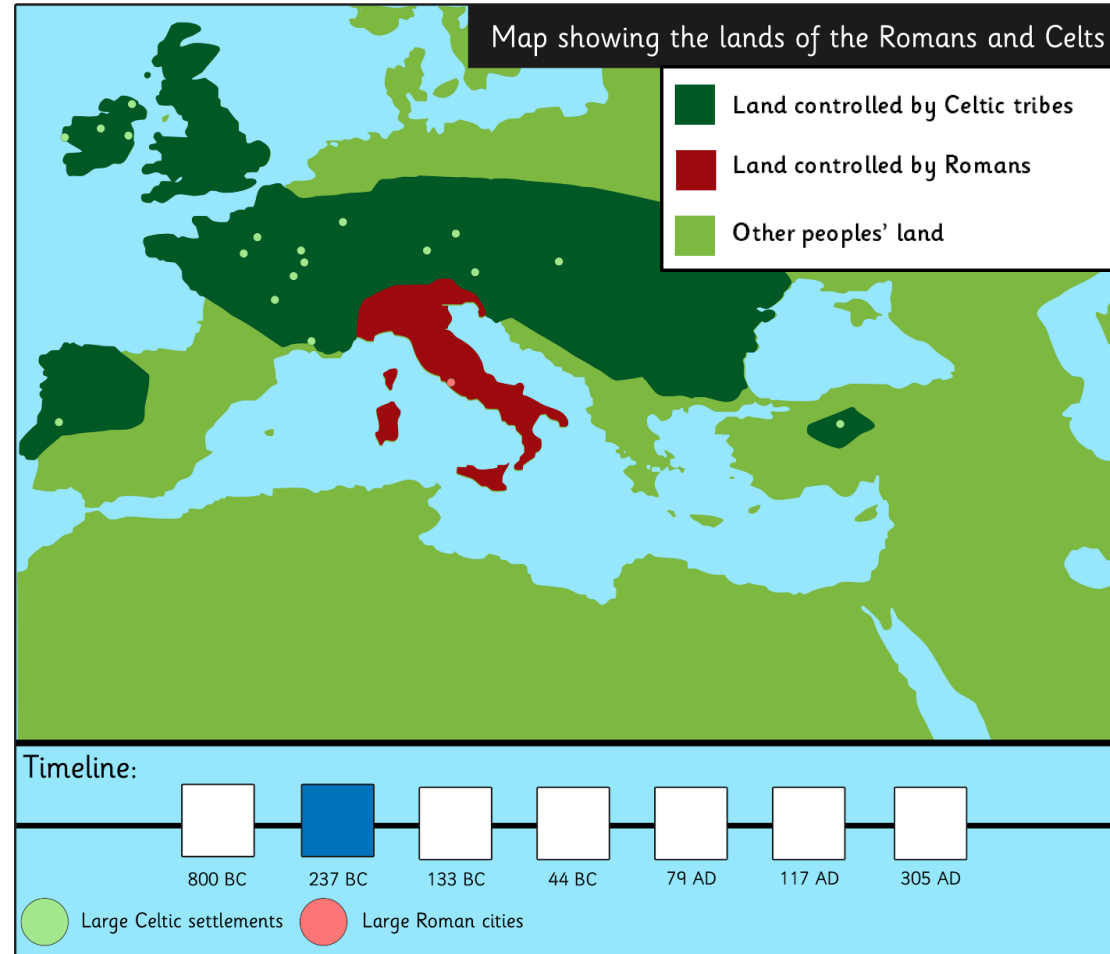 Map showing the lands of the Romans and Celts
Land controlled by Celtic tribes
Land controlled by Romans
Other peoples' land
Timeline:
800 BC
237 BC
133 BC
44 BC
79 AD
117 AD
305 AD
Large Celtic settlements
Large Roman cities